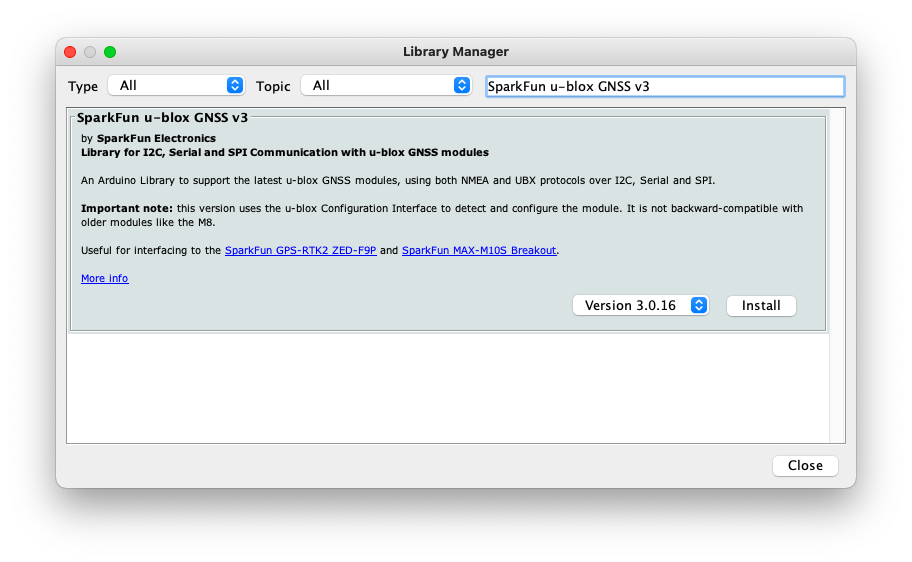 Library Manager
Type All Topic All SparkFun u-blox GNSS v3
SparkFun u-blox GNSS v3
by SparkFun Electronics
Library for I2C, Serial and SPI Communication with u-blox GNSS modules
An Arduino Library to support the latest u-blox GNSS modules, using both NMEA and UBX protocols over I2C, Serial and SPI.
Important note: this version uses the u-blox Configuration Interface to detect and configure the module. It is not backward-compatible with
older modules like the M8.
Useful for interfacing to the SparkFun GPS-RTK2 ZED-F9P and SparkFun MAX-M10S Breakout.
More info
Version 3.0.16 Install
Close